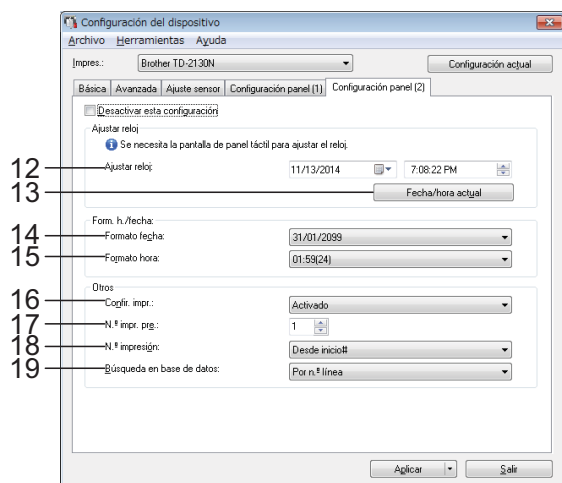 Configuración del dispositivo
Archivo Herramientas Ayuda
Impres.: Brother TD-2130N Configuración actual
Básica Avanzada Ajuste sensor Configuración panel (1) Configuración panel (2)
Desactivar esta configuración
Ajustar reloj
Se necesita la pantalla de panel táctil para ajustar el reloj.
12 Ajustar reloj: 11/13/2014 7:08:22 PM
13 Fecha/hora actual
Form. h./fecha:
14 Formato fecha: 31/01/2099
15 Formato hora: 01:59(24)
Otros
16 Confir. impr.: Activado
17 N.º impr. pre.: 1
18 N.º impresión: Desde inicio#
19 Búsqueda en base de datos: Por n.º línea
Aplicar Salir